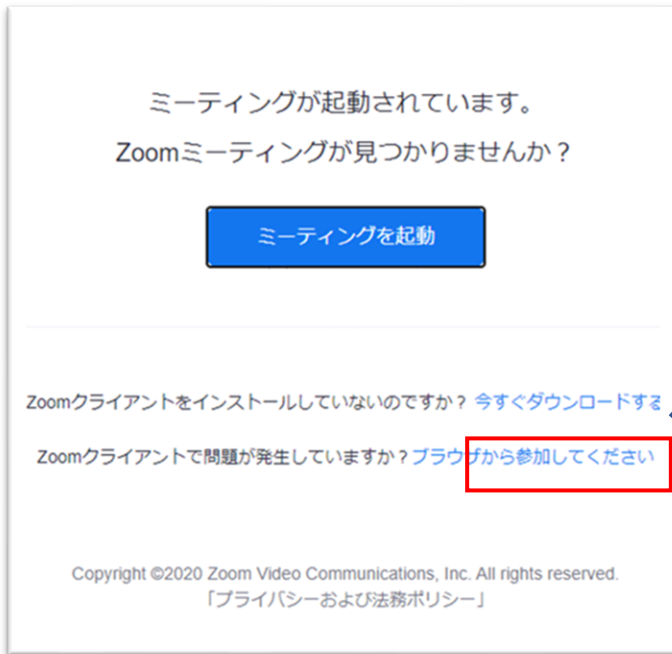 ミーティングが起動されています。
Zoomミーティングが見つかりませんか？
ミーティングを起動
Zoomクライアントをインストールしていないのですか？ 今すぐダウンロードする
Zoomクライアントで問題が発生していますか？ブラウザから参加してください
Copyright ©2020 Zoom Video Communications, Inc. All rights reserved.
「プライバシーおよび法務ポリシー」